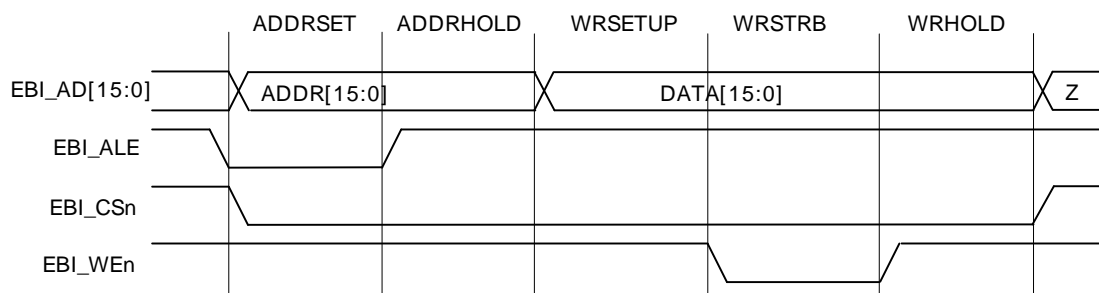 ADDRSET ADDRHOLD WRSETUP WRSTRB WRHOLD
EBI_AD[15:0] ADDR[15:0] DATA[15:0] Z
EBI_ALE
EBI_CSn
EBI_WEn